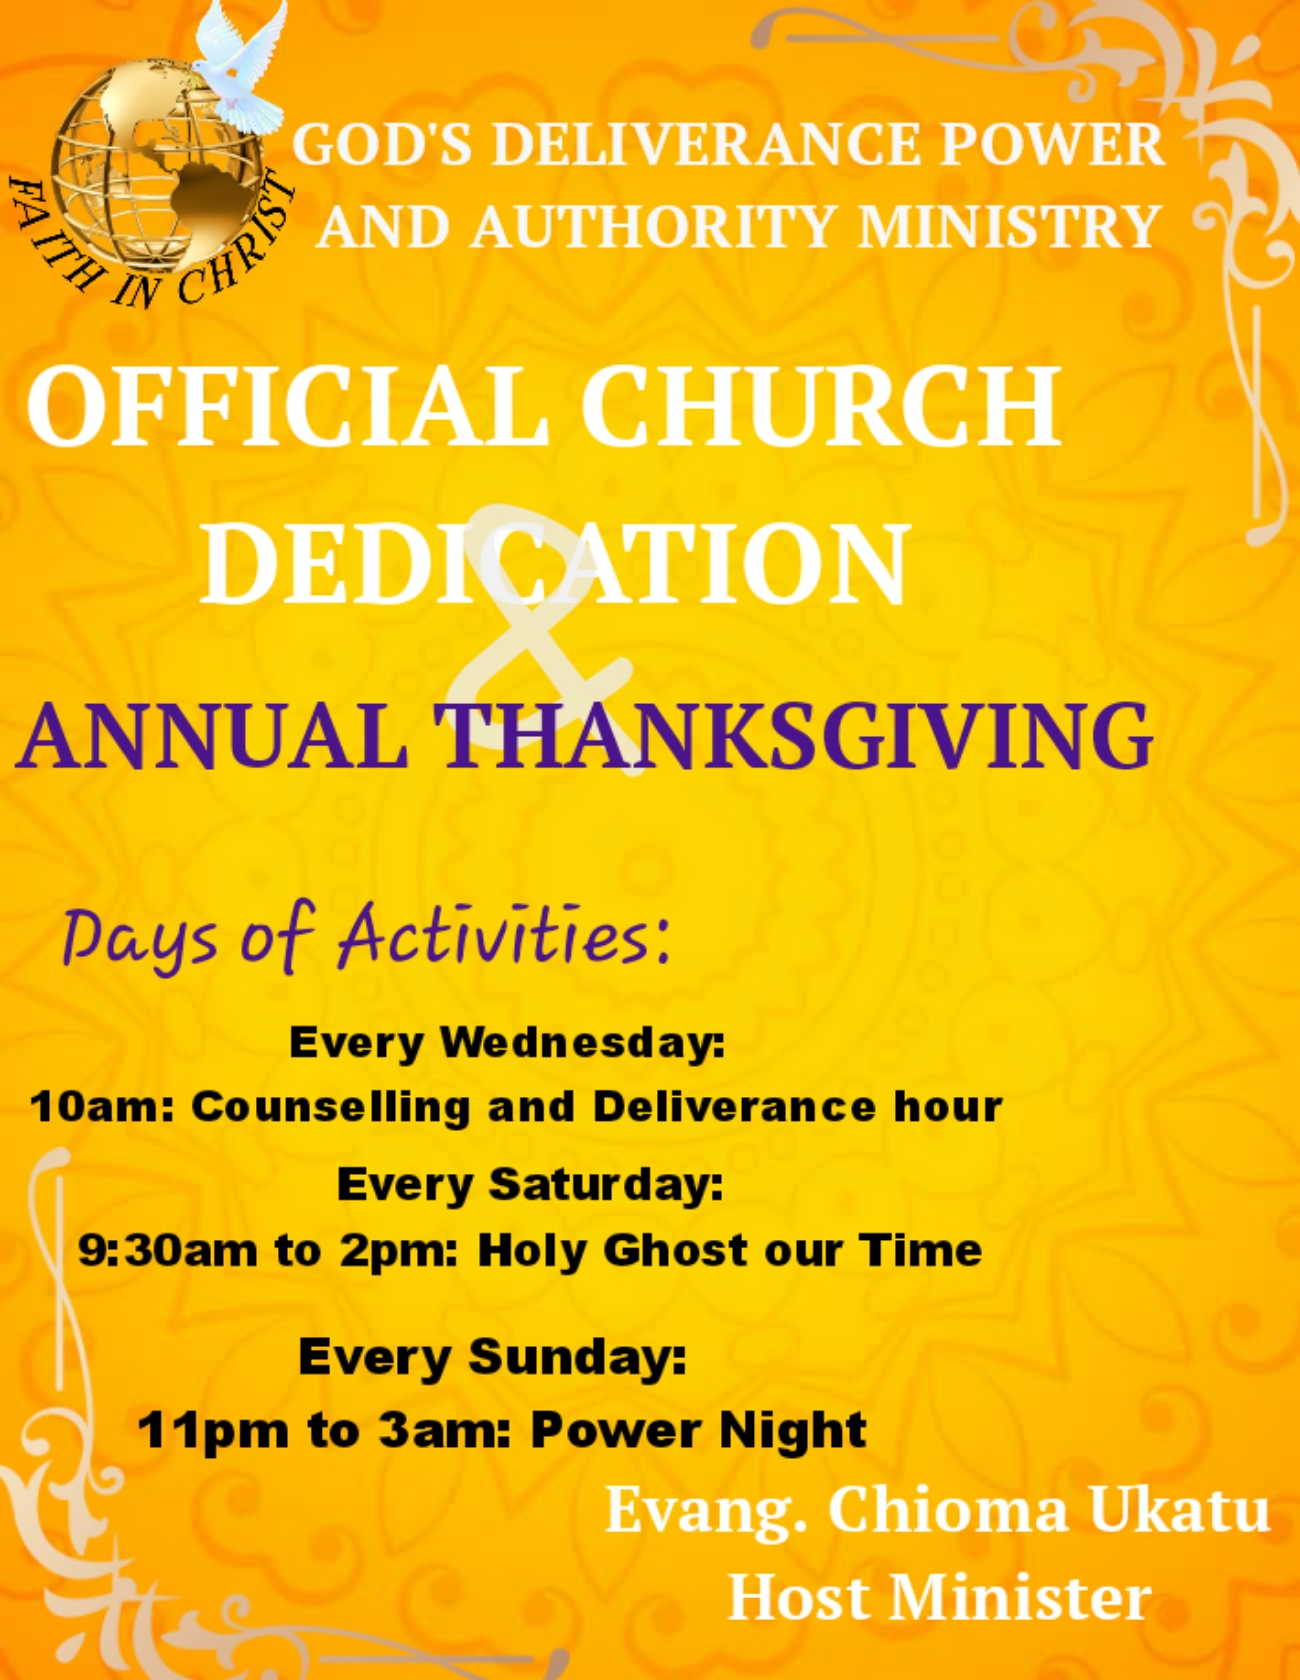 FAITH IN CHRIST
GOD'S DELIVERANCE POWER
AND AUTHORITY MINISTRY
OFFICIAL CHURCH
DEDICATION
&
ANNUAL THANKSGIVING
Days of Activities:
Every Wednesday:
10am: Counselling and Deliverance hour
Every Saturday:
9:30am to 2pm: Holy Ghost our Time
Every Sunday:
11pm to 3am: Power Night
Evang. Chioma Ukatu
Host Minister